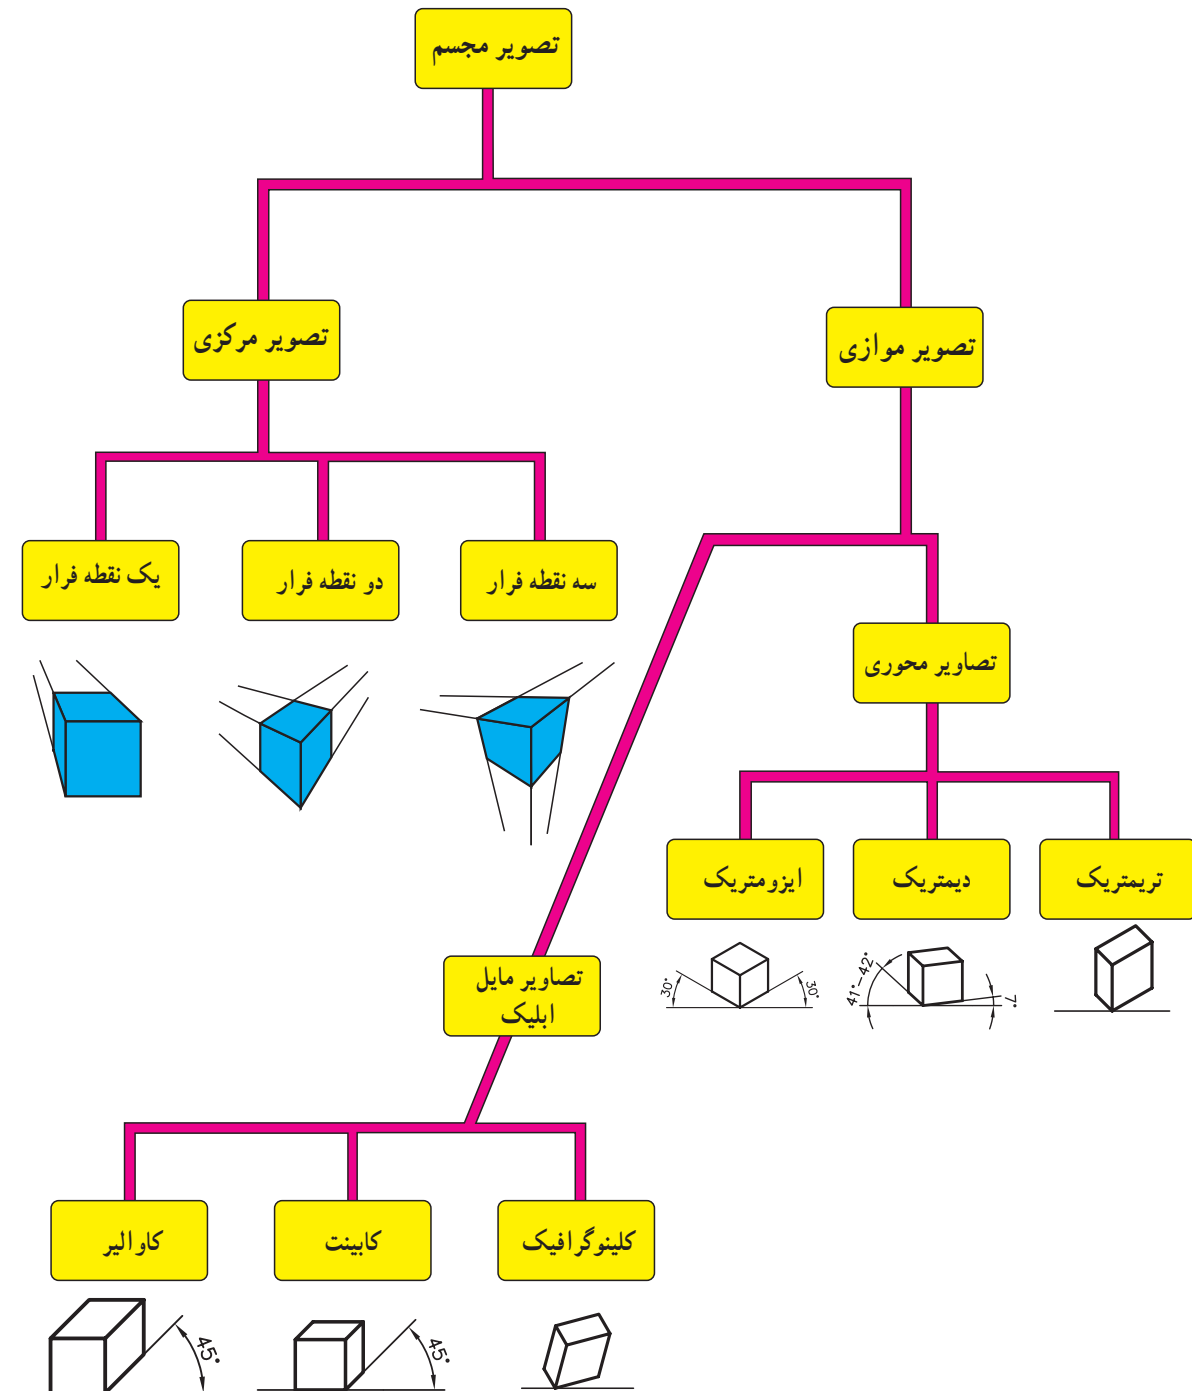 تصویر مجسم
تصویر موازی
تصویر مرکزی
سه نقطه فرار
دو نقطه فرار
یک نقطه فرار
تصاویر محوری
تریمتریک
دیمتریک
ایزومتریک
7°
41°-42°
30°
30°
تصاویر مایل
ابلیک
کلینوگرافیک
کابینت
کاوالیر
45°
45°